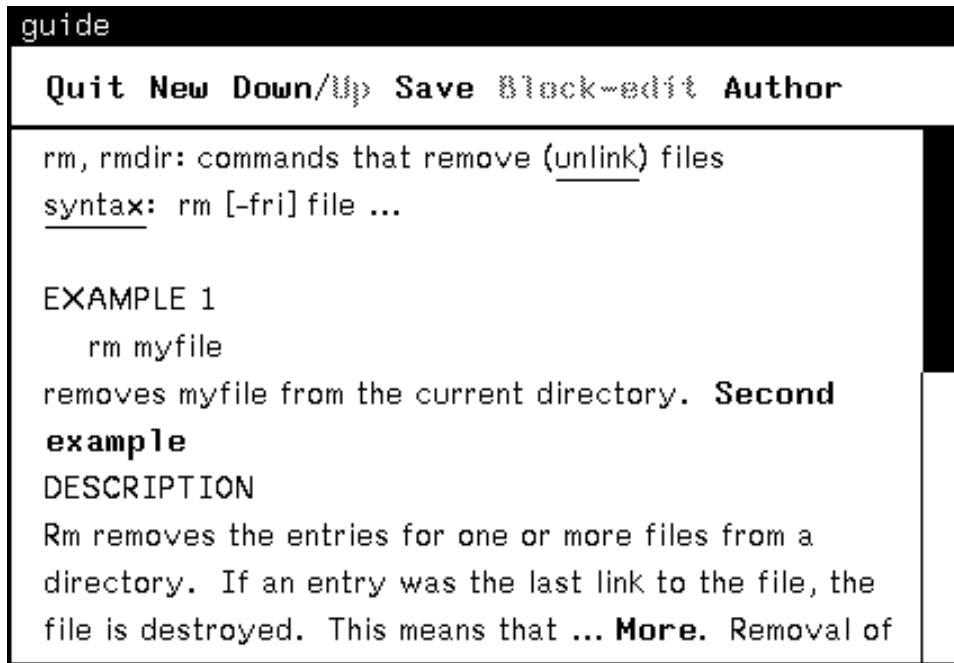 guide
Quit New Down/Up Save Block-edit Author
rm, rmdir: commands that remove (unlink) files
syntax: rm [-fri] file ...
EXAMPLE 1
rm myfile
removes myfile from the current directory. Second
example
DESCRIPTION
Rm removes the entries for one or more files from a
directory. If an entry was the last link to the file, the
file is destroyed. This means that ... More. Removal of